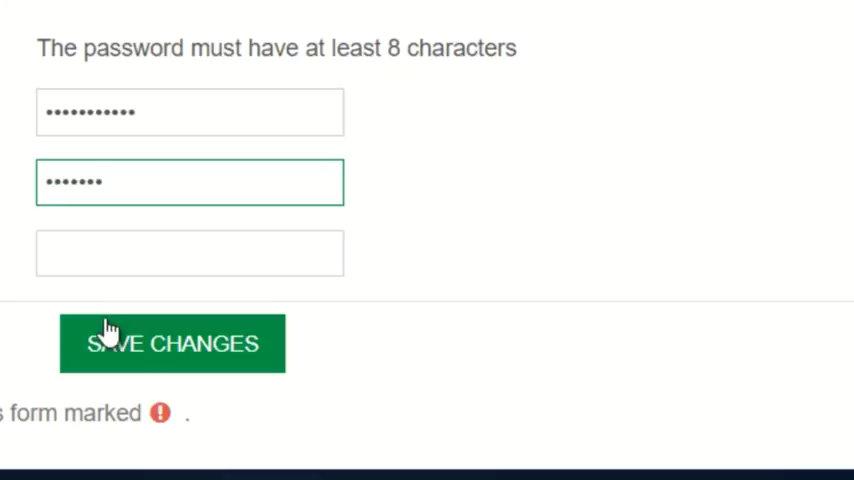 The password must have at least 8 characters
•••••••••••
•••••••
SAVE CHANGES
form marked .